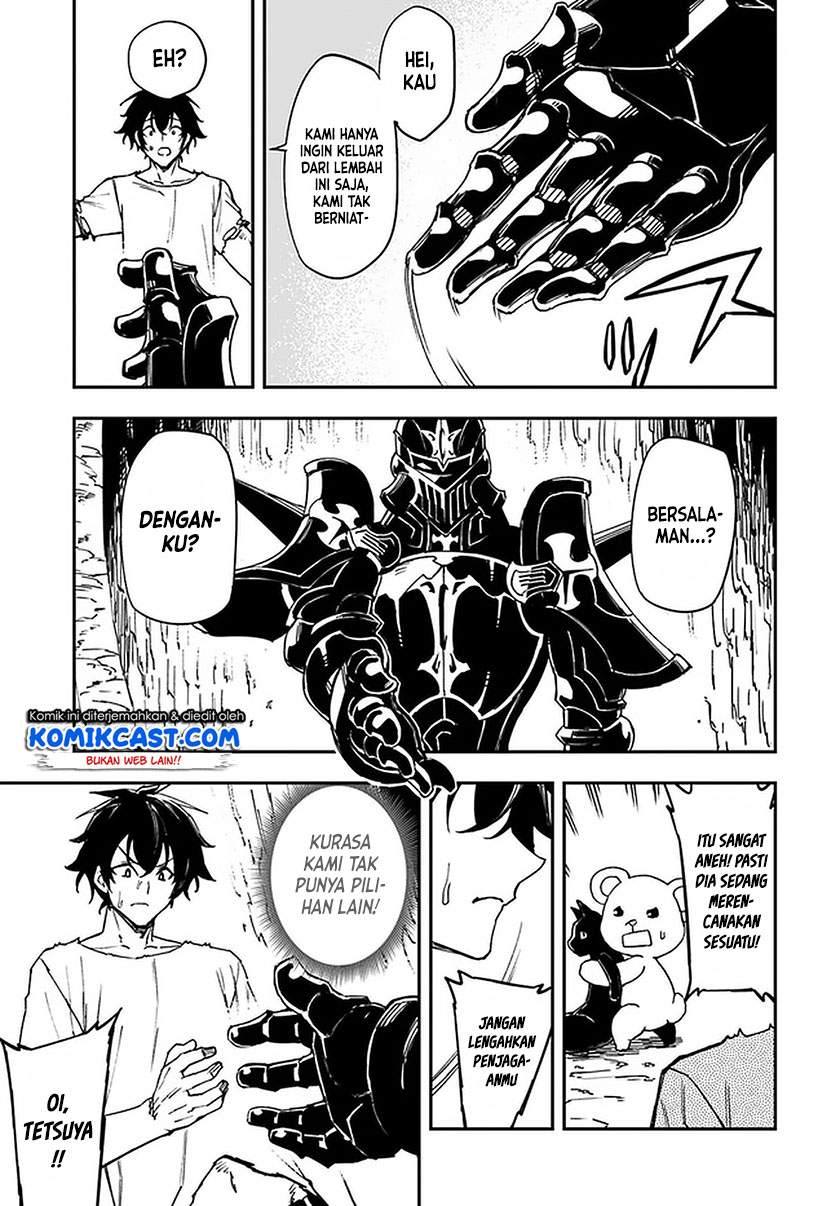 HEI,
KAU
KAMI HANYA
INGIN KELUAR
DARI LEMBAH
INI SAJA,
KAMI TAK
BERNIAT-
EH?
BERSALA-
MAN...?
DENGAN-
KU?
Komik ini diterjemahkan & diedit oleh
KOMIKCAST.COM
BUKAN WEB LAIN!!
ITU SANGAT
ANEH! PASTI
DIA SEDANG
MEREN-
CANAKAN
SESUATU!
JANGAN
LENGAHKAN
PENJAGA-
ANMU
KURASA
KAMI TAK
PUNYA PILI-
HAN LAIN!
OI,
TETSUYA
!!